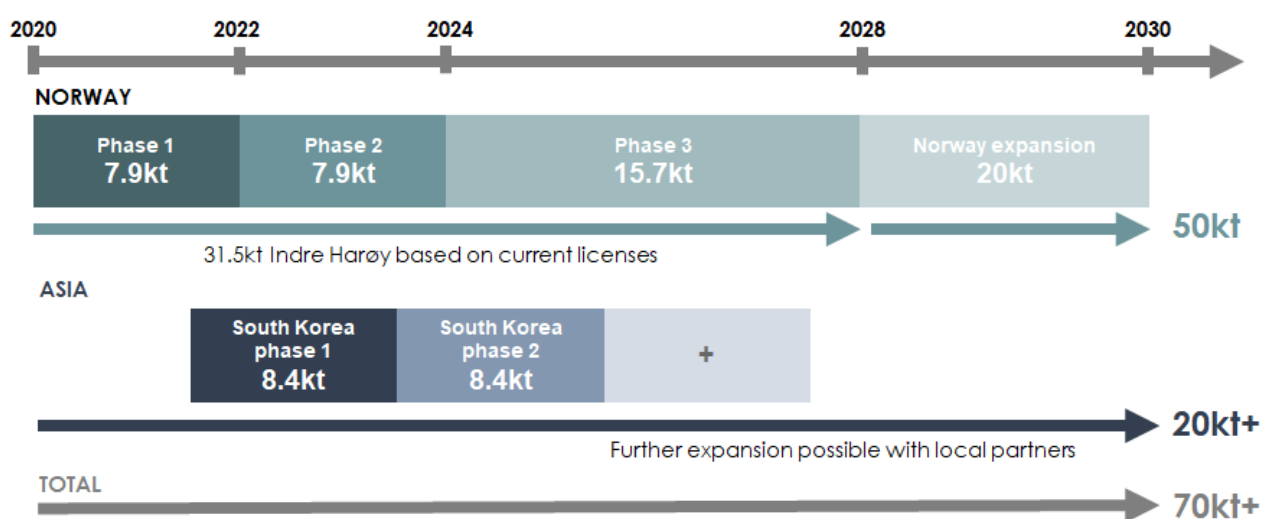 2020 2022 2024 2028 2030
NORWAY
Phase 1
7.9kt
Phase 2
7.9kt
Phase 3
15.7kt
Norway expansion
20kt
50kt
31.5kt Indre Harøy based on current licenses
ASIA
South Korea
phase 1
8.4kt
South Korea
phase 2
8.4kt
+
20kt+
Further expansion possible with local partners
TOTAL
70kt+